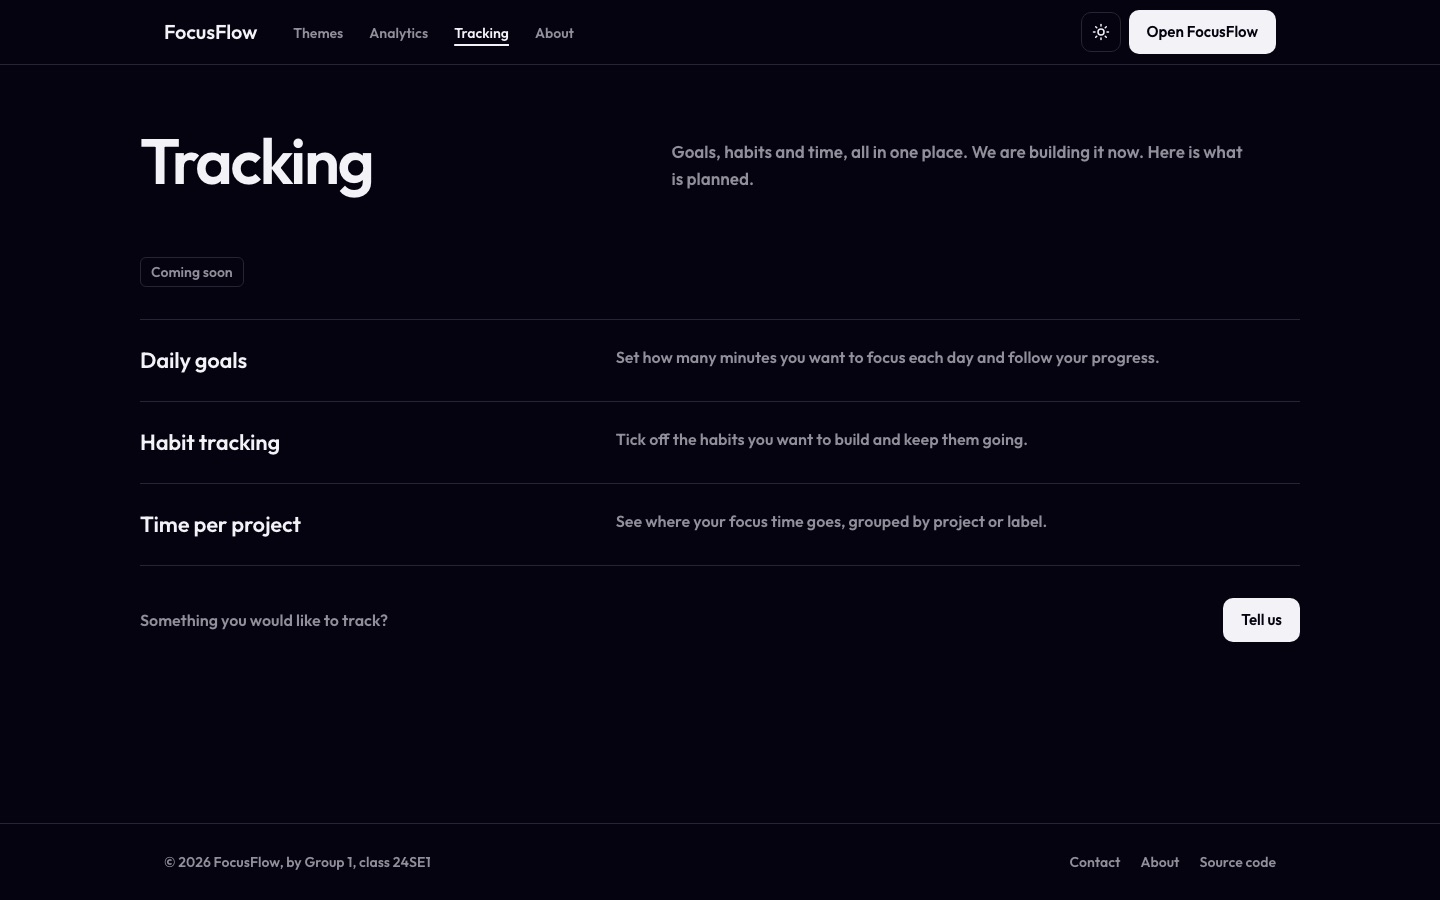 FocusFlow
Themes
Analytics
Tracking
About
Open FocusFlow
Tracking
Goals, habits and time, all in one place. We are building it now. Here is what
is planned.
Coming soon
Daily goals
Set how many minutes you want to focus each day and follow your progress.
Habit tracking
Tick off the habits you want to build and keep them going.
Time per project
See where your focus time goes, grouped by project or label.
Something you would like to track?
Tell us
© 2026 FocusFlow, by Group 1, class 24SE1
Contact
About
Source code